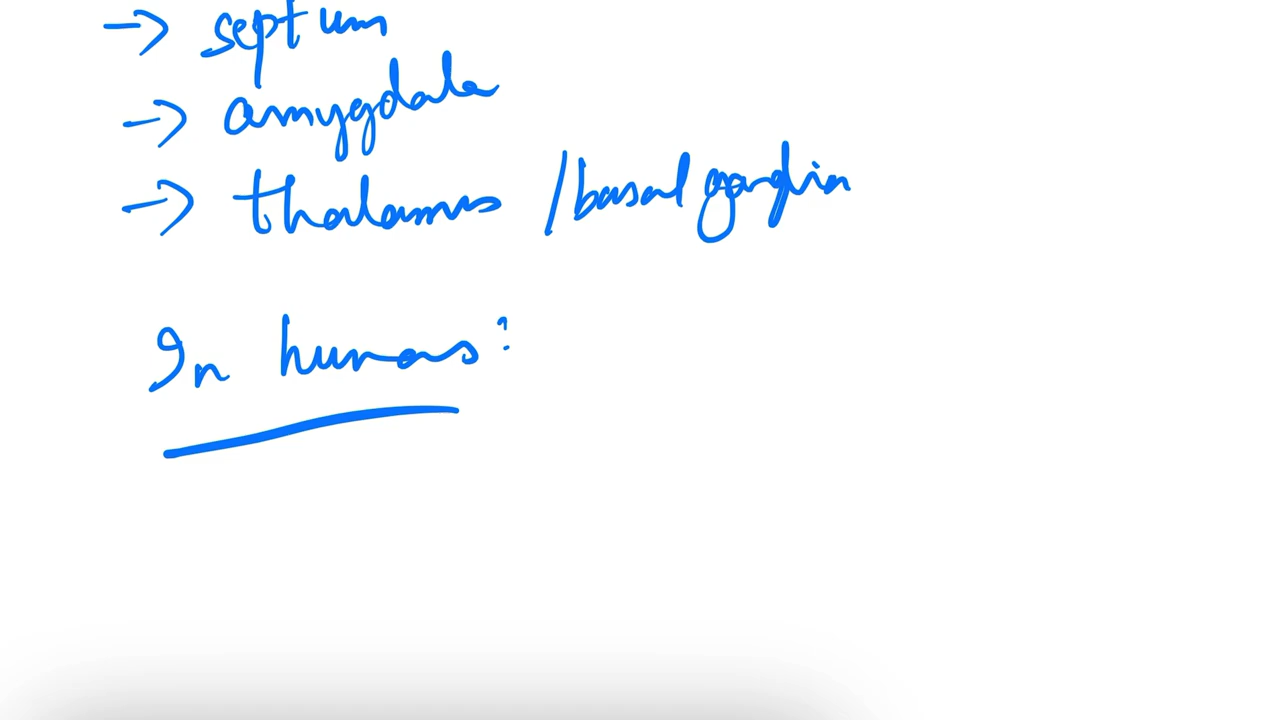 -> septum
-> amygdala
-> thalamus /basal ganglia
In humans?